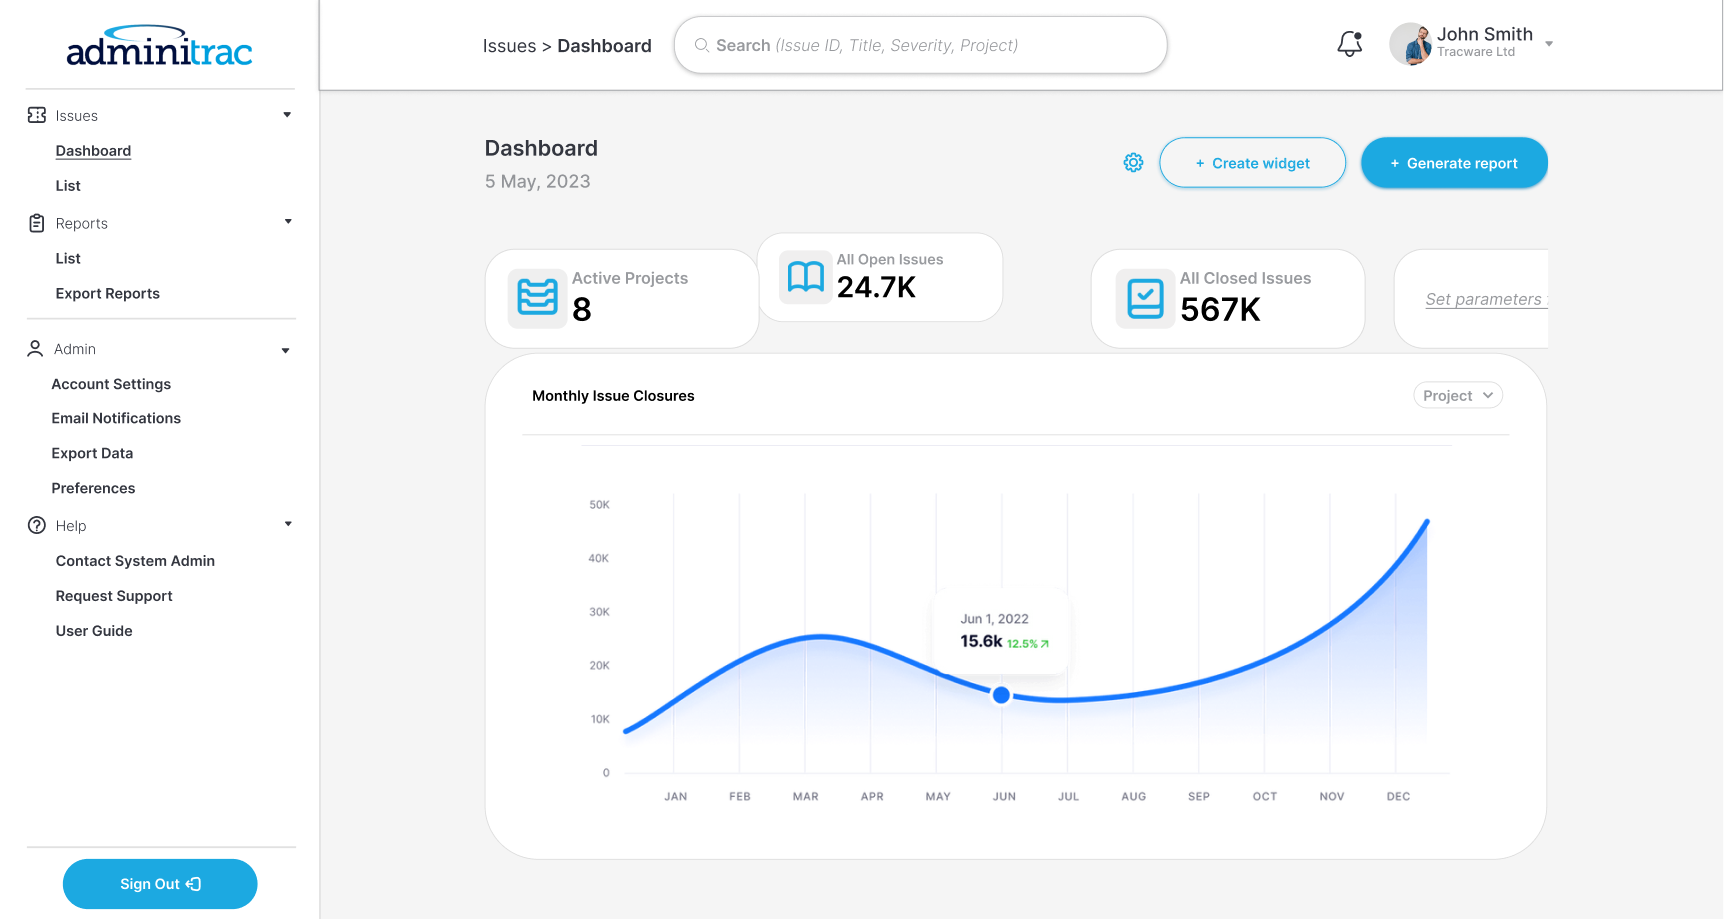 adminitrac
Issues
Dashboard
List
Reports
List
Export Reports
Admin
Account Settings
Email Notifications
Export Data
Preferences
Help
Contact System Admin
Request Support
User Guide
Sign Out
Issues > Dashboard
Search (Issue ID, Title, Severity, Project)
John Smith
Tracware Ltd
Dashboard
5 May, 2023
+ Create widget
+ Generate report
Active Projects
8
All Open Issues
24.7K
All Closed Issues
567K
Set parameters
Monthly Issue Closures
Project
50K
40K
30K
20K
10K
0
Jun 1, 2022
15.6k 12.5%
JAN FEB MAR APR MAY JUN JUL AUG SEP OCT NOV DEC